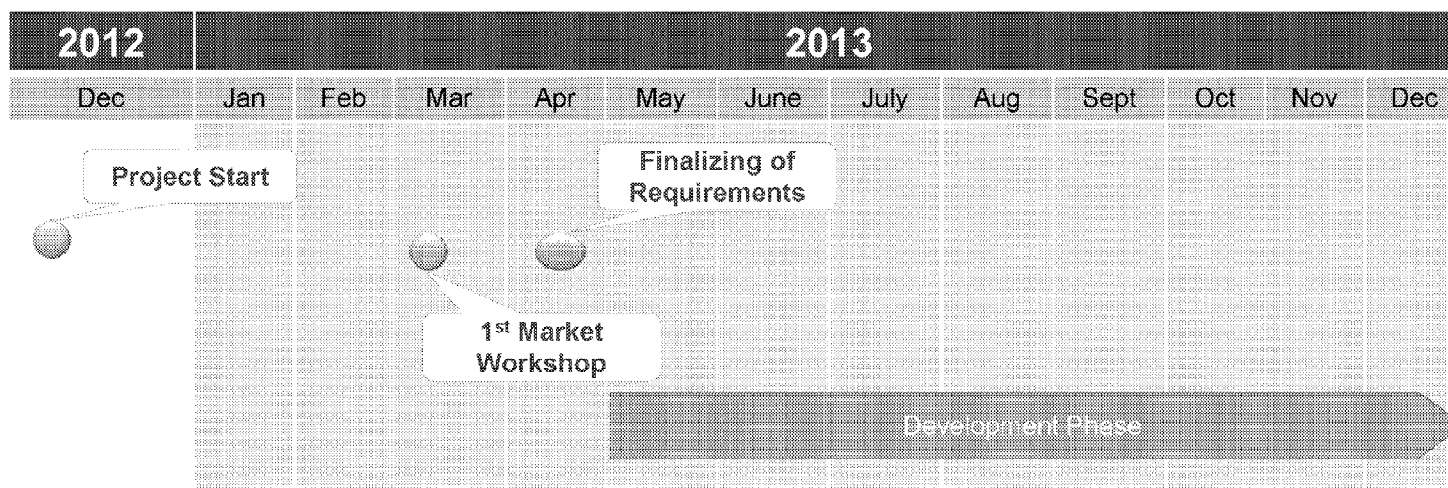 2012 2013
Dec Jan Feb Mar Apr May June July Aug Sept Oct Nov Dec
Project Start
Finalizing of
Requirements
1st Market
Workshop
Development Phase